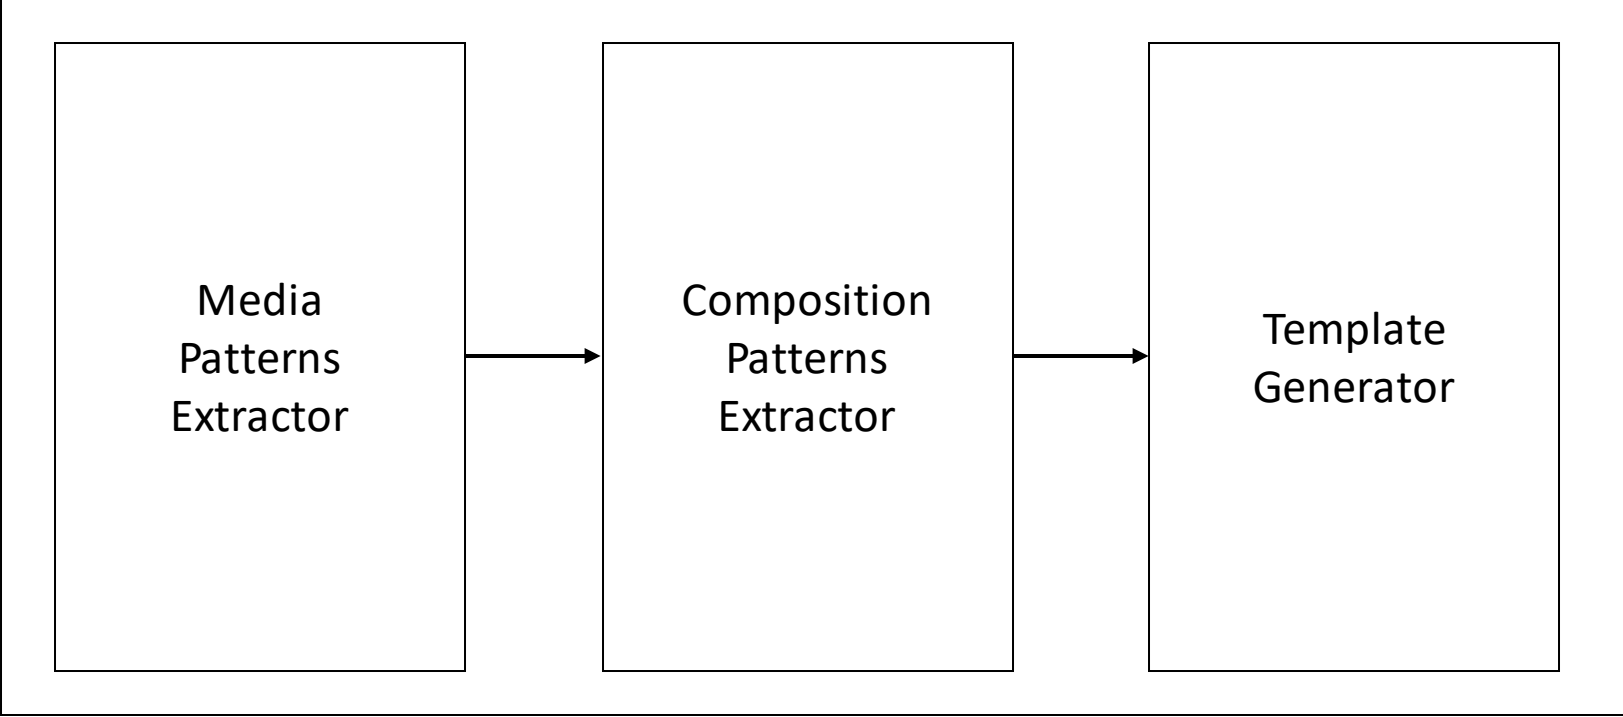 Media
Patterns
Extractor
Composition
Patterns
Extractor
Template
Generator